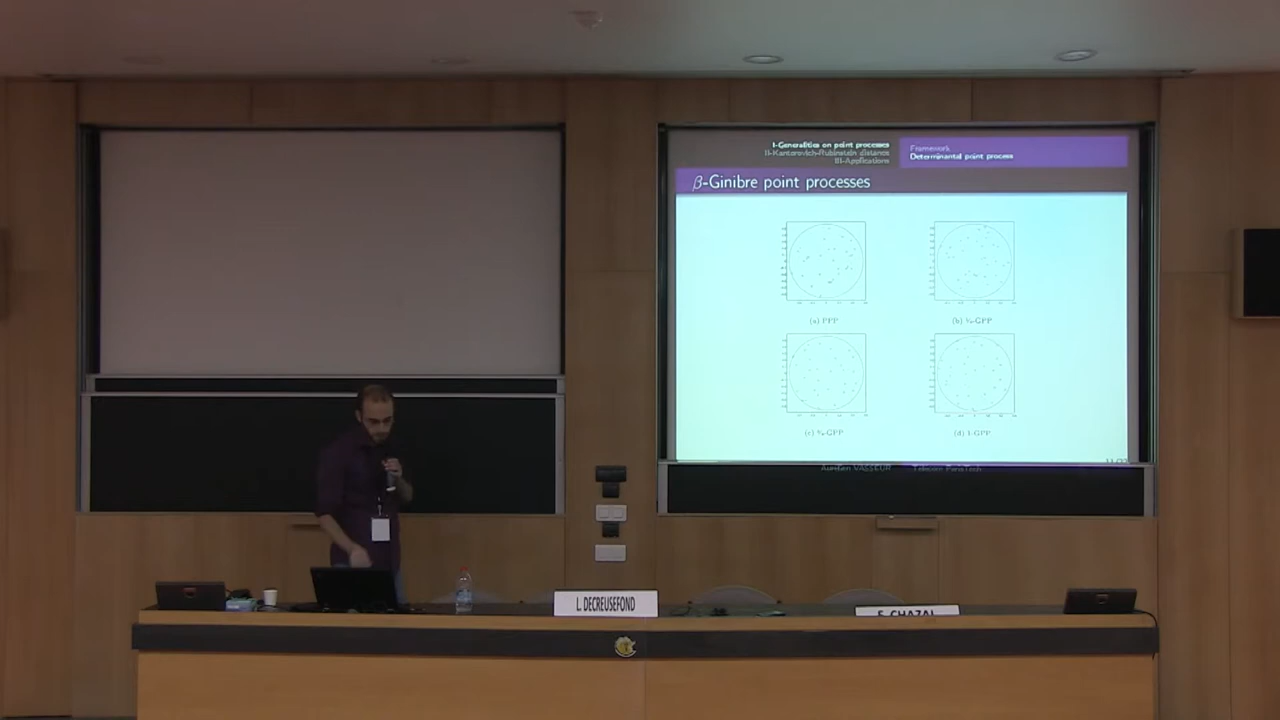 I-Generalities on point processes
II-Kantorovich-Rubinstein distance
III-Applications
Framework
Determinantal point process
β-Ginibre point processes
(a) PPP
(b) ¼-GPP
(c) ¾-GPP
(d) 1-GPP
Aurélien VASSEUR Telecom ParisTech
L. DECREUSEFOND
F. CHAZAL